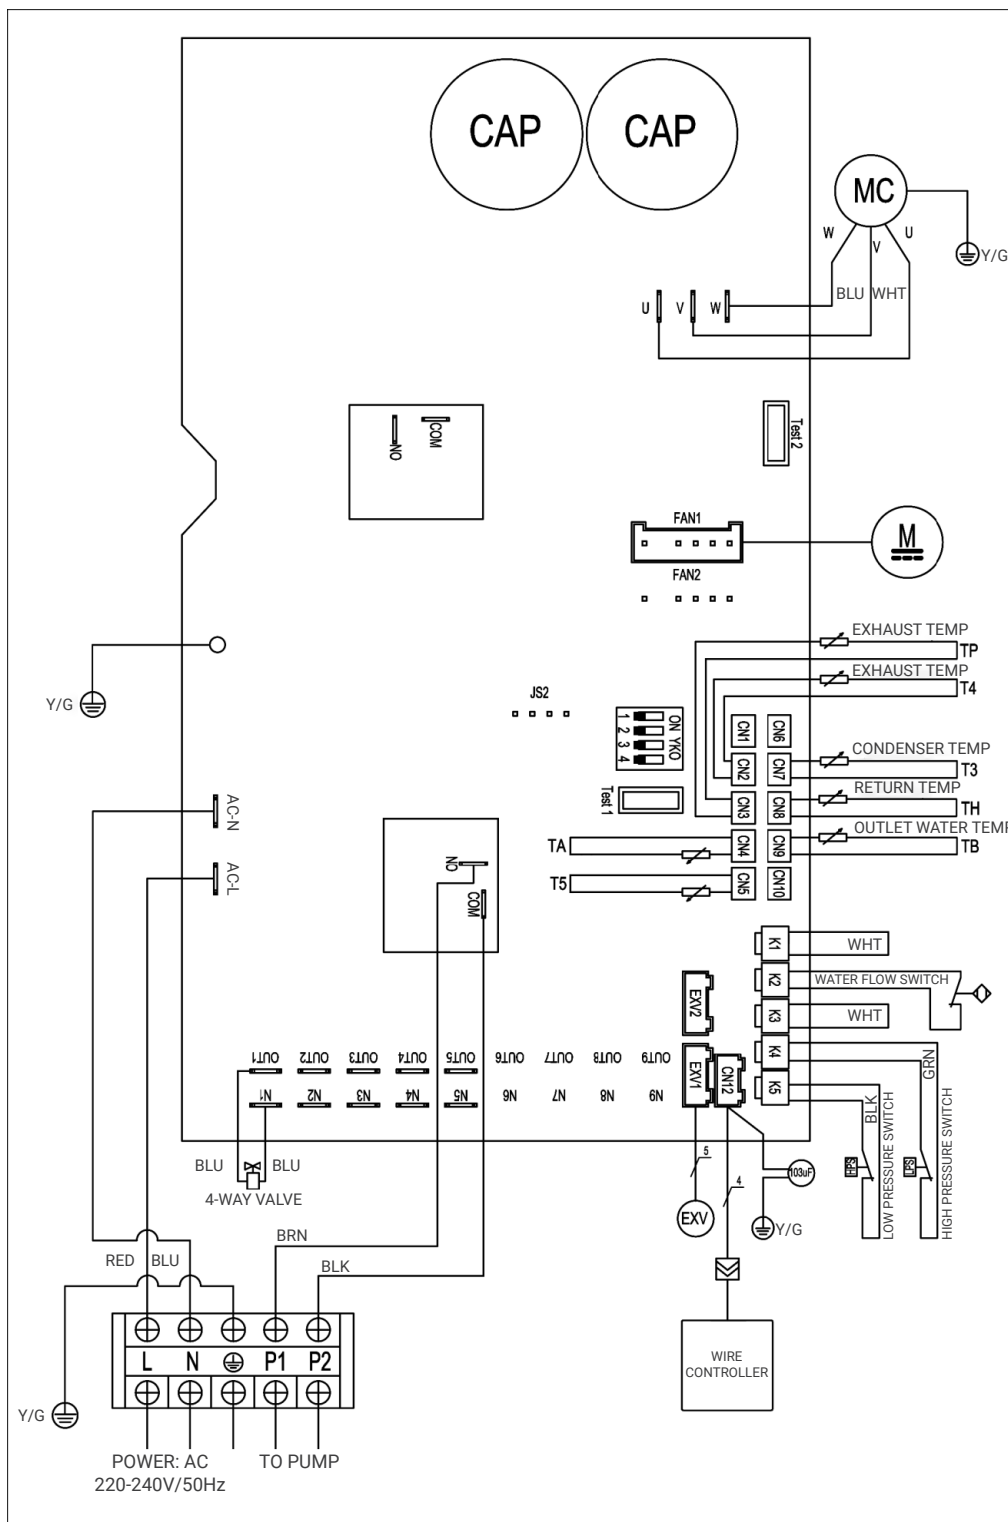 CAP
CAP
MC
W
V
U
Y/G
BLU
WHT
U
V
W
Test 2
NO
COM
FAN1
M
FAN2
EXHAUST TEMP
TP
EXHAUST TEMP
T4
Y/G
JS2
1
2
3
4
ON YKO
CN1
CN6
CN2
CN7
CONDENSER TEMP
T3
Test 1
CN3
CN8
RETURN TEMP
TH
AC-N
TA
CN4
CN9
OUTLET WATER TEMP
TB
AC-L
NO
COM
T5
CN5
CN10
K1
WHT
K2
WATER FLOW SWITCH
K3
WHT
EXV2
K4
GRN
K5
BLK
OUT1
OUT2
OUT3
OUT4
OUT5
OUT6
OUT7
OUT8
OUT9
EXV1
CN12
N1
N2
N3
N4
N5
N6
N7
N8
N9
BLU
BLU
4-WAY VALVE
5
4
103uF
HPS
LOW PRESSURE SWITCH
LPS
HIGH PRESSURE SWITCH
EXV
Y/G
BRN
RED
BLU
BLK
L
N
P1
P2
WIRE
CONTROLLER
Y/G
POWER: AC
220-240V/50Hz
TO PUMP